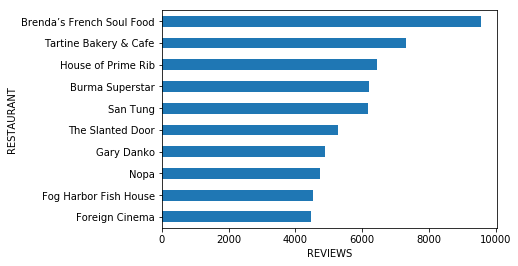 Brenda’s French Soul Food
Tartine Bakery & Cafe
House of Prime Rib
Burma Superstar
San Tung
The Slanted Door
Gary Danko
Nopa
Fog Harbor Fish House
Foreign Cinema
RESTAURANT
0 2000 4000 6000 8000 10000
REVIEWS